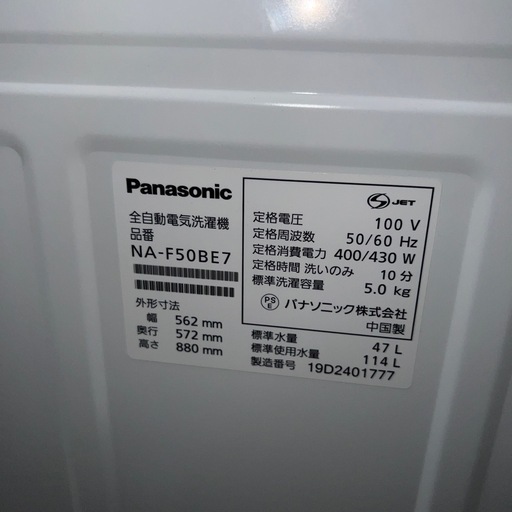 Panasonic
全自動電気洗濯機
品番
NA-F50BE7
外形寸法
幅 562 mm
奥行 572 mm
高さ 880 mm
S JET
定格電圧 100 V
定格周波数 50/60 Hz
定格消費電力 400/430 W
定格時間 洗いのみ 10 分
標準洗濯容量 5.0 kg
PSE パナソニック株式会社
中国製
標準水量 47 L
標準使用水量 114 L
製造番号 19D2401777